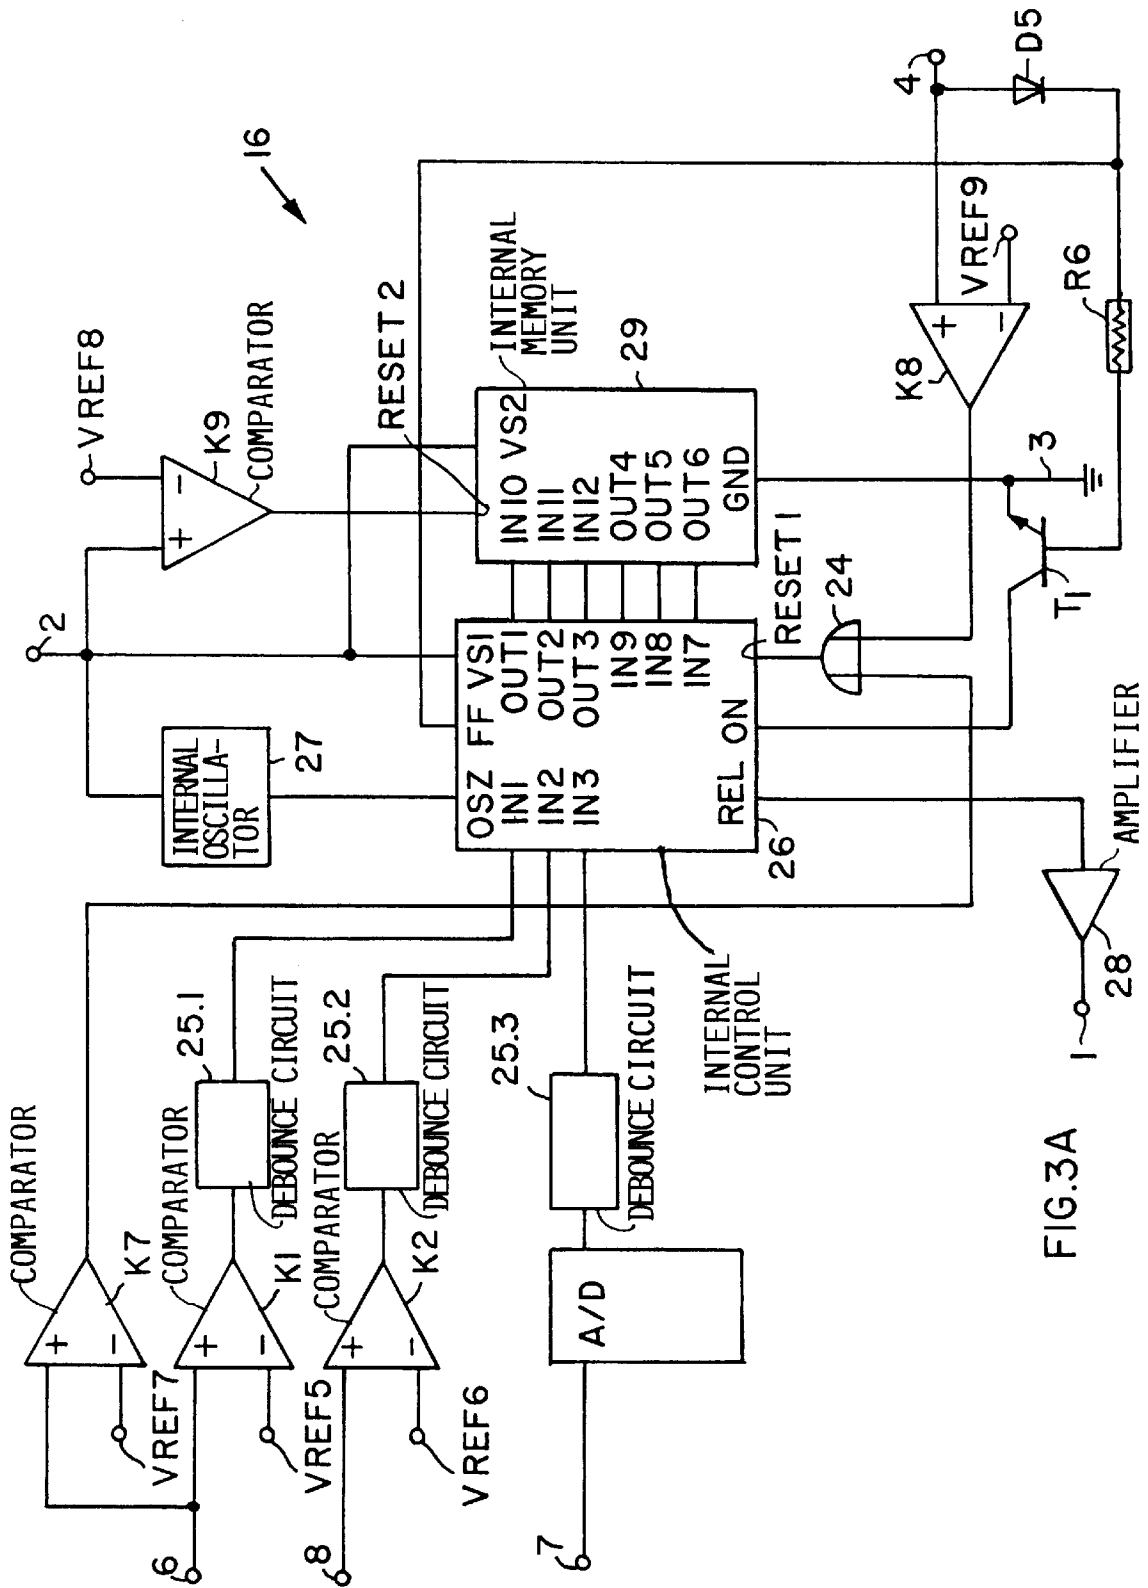 16
VREF8
K9
COMPARATOR
2
INTERNAL
OSCILLA-
TOR
27
RESET 2
INTERNAL
MEMORY
UNIT
29
IN10 VS2
IN11
IN12
OUT4
OUT5
OUT6
GND
OSZ FF VS1
IN1 OUT1
IN2 OUT2
IN3 OUT3
IN9
IN8
IN7
REL ON
26
RESET 1
24
INTERNAL
CONTROL
UNIT
4
D5
VREF9
K8
+
−
R6
3
T1
AMPLIFIER
28
1
COMPARATOR
K7
+
−
VREF7
COMPARATOR
25.1
DEBOUNCE CIRCUIT
K1
+
−
VREF5
6
COMPARATOR
25.2
DEBOUNCE CIRCUIT
K2
+
−
VREF6
8
25.3
DEBOUNCE CIRCUIT
A/D
7
+
−
FIG.3A